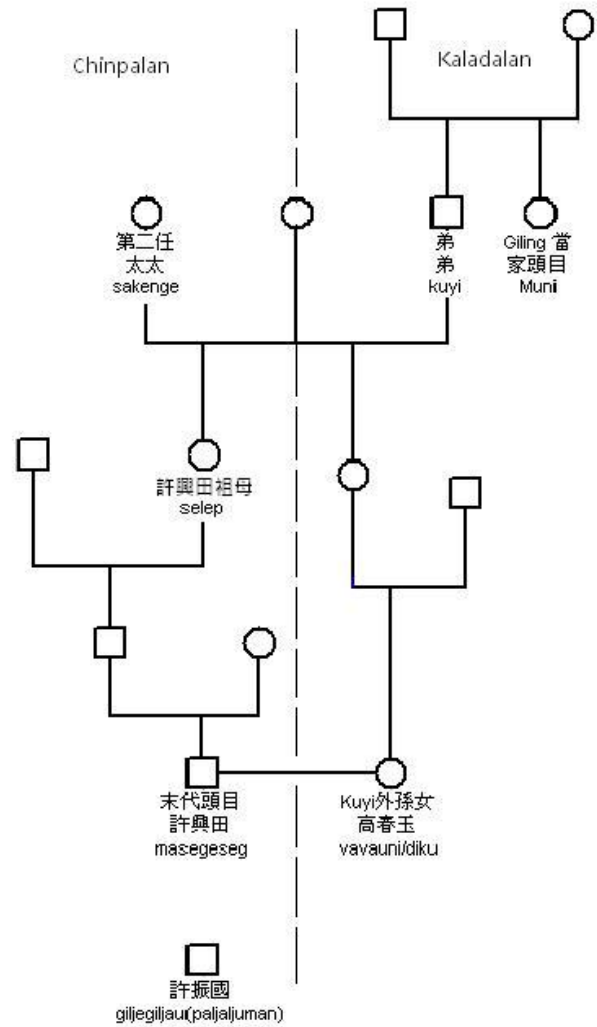 Chinpalan
Kaladalan
第二任
太太
sakenge
弟
弟
kuyi
Giling 當
家頭目
Muni
許興田祖母
selep
末代頭目
許興田
masegeseg
Kuyi外孫女
高春玉
vavauni/diku
許振國
giljegiljau(paljaljuman)